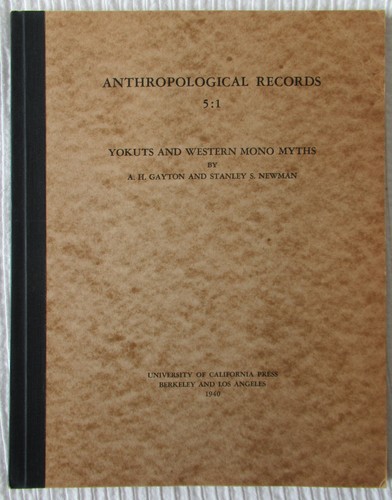 ANTHROPOLOGICAL RECORDS
5:1
YOKUTS AND WESTERN MONO MYTHS
BY
A. H. GAYTON AND STANLEY S. NEWMAN
UNIVERSITY OF CALIFORNIA PRESS
BERKELEY AND LOS ANGELES
1940